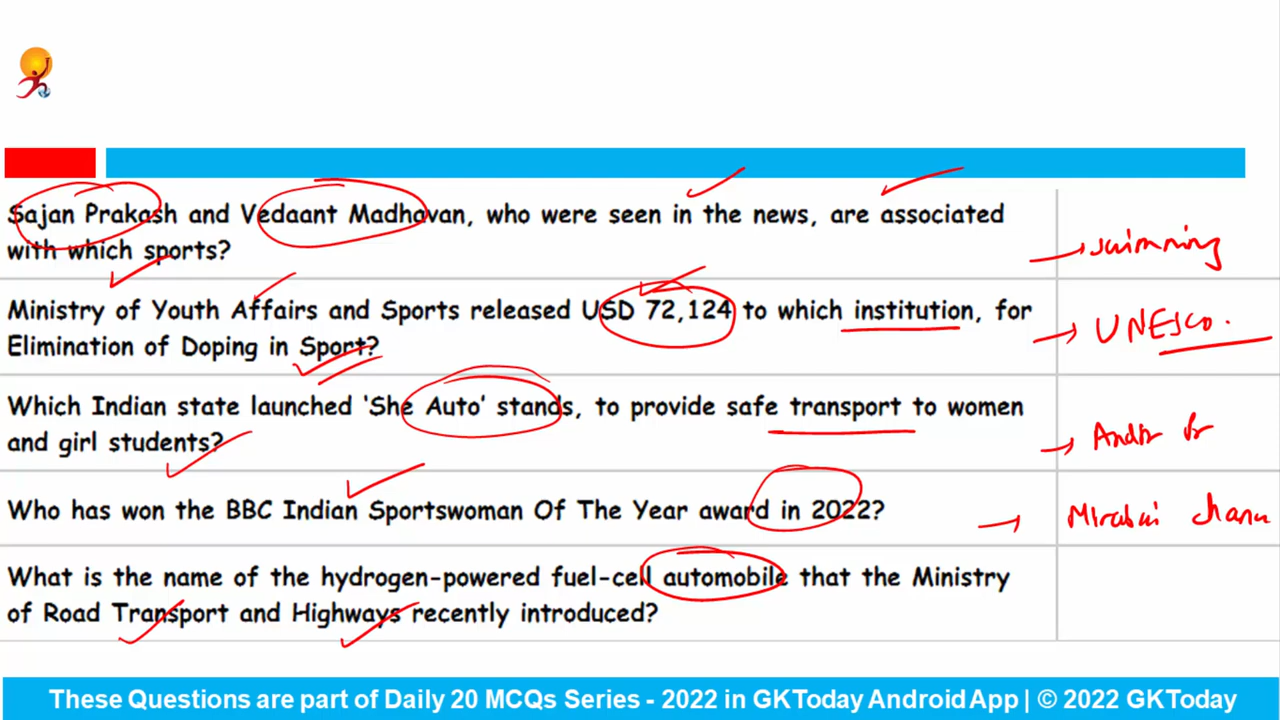 Sajan Prakash and Vedaant Madhavan, who were seen in the news, are associated
with which sports?
→ swimming
Ministry of Youth Affairs and Sports released USD 72,124 to which institution, for
Elimination of Doping in Sport?
→ UNESCO.
Which Indian state launched ‘She Auto’ stands, to provide safe transport to women
and girl students?
→
Who has won the BBC Indian Sportswoman Of The Year award in 2022?
→ Mirabai chanu
What is the name of the hydrogen-powered fuel-cell automobile that the Ministry
of Road Transport and Highways recently introduced?
These Questions are part of Daily 20 MCQs Series - 2022 in GKToday Android App | © 2022 GKToday